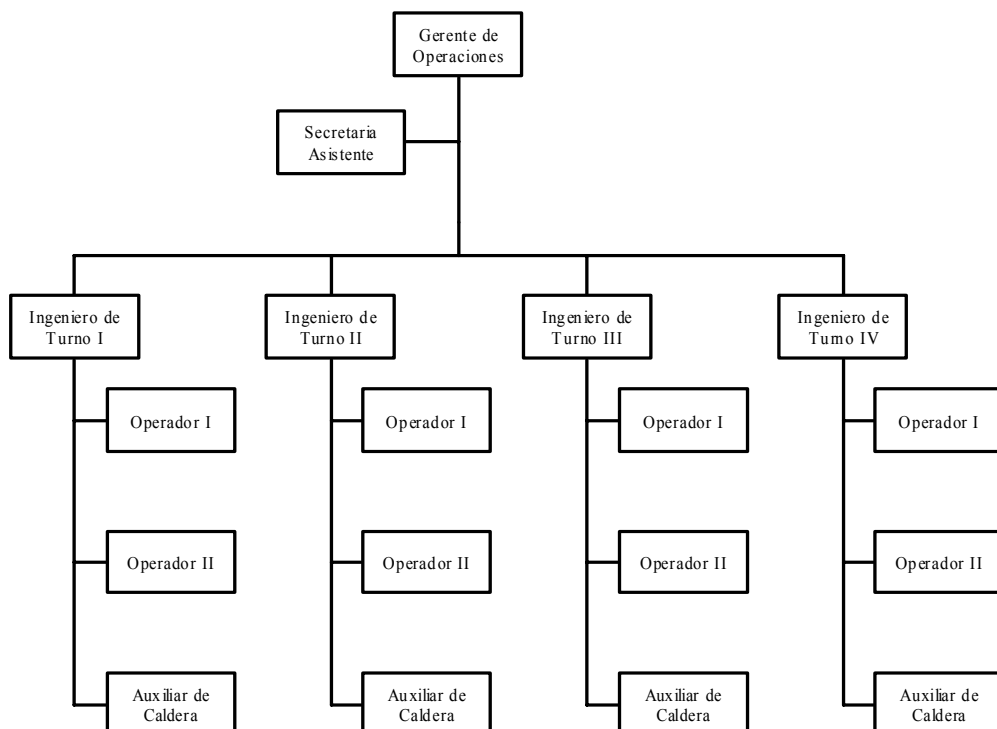 Gerente de
Operaciones
Secretaria
Asistente
Ingeniero de
Turno I
Ingeniero de
Turno II
Ingeniero de
Turno III
Ingeniero de
Turno IV
Operador I
Operador I
Operador I
Operador I
Operador II
Operador II
Operador II
Operador II
Auxiliar de
Caldera
Auxiliar de
Caldera
Auxiliar de
Caldera
Auxiliar de
Caldera